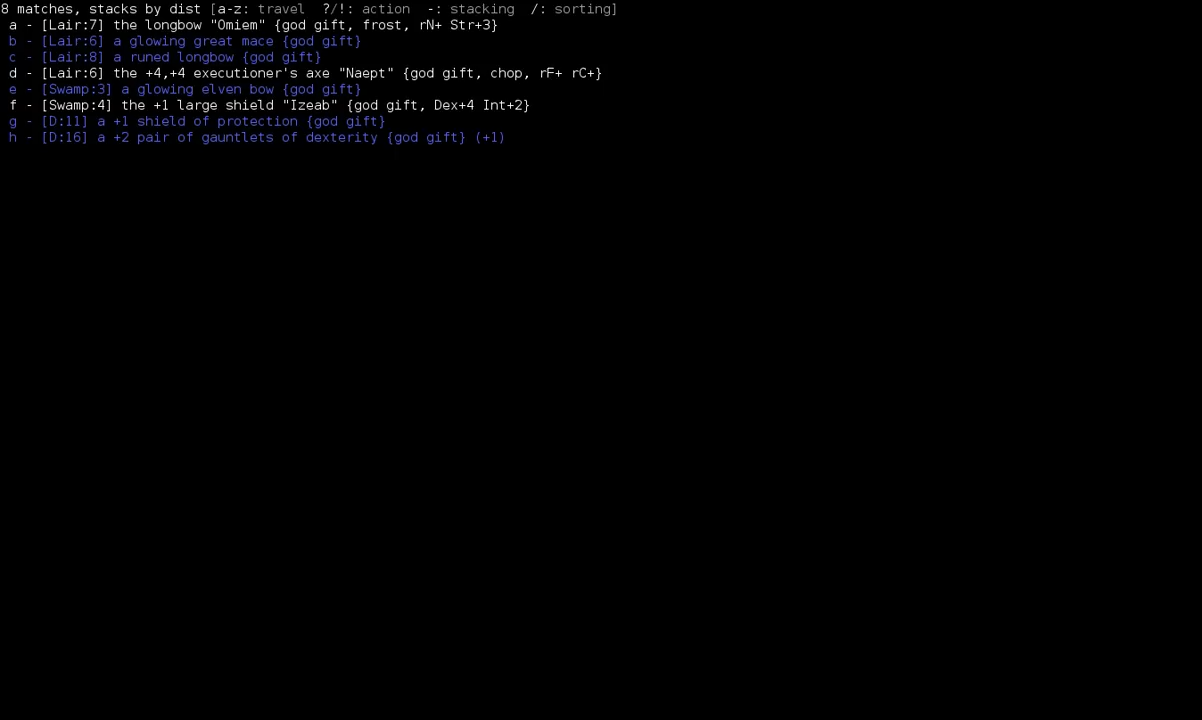 8 matches, stacks by dist [a-z: travel  ?/!: action  -: stacking  /: sorting]
a - [Lair:7] the longbow "Omiem" {god gift, frost, rN+ Str+3}
b - [Lair:6] a glowing great mace {god gift}
c - [Lair:8] a runed longbow {god gift}
d - [Lair:6] the +4,+4 executioner's axe "Naept" {god gift, chop, rF+ rC+}
e - [Swamp:3] a glowing elven bow {god gift}
f - [Swamp:4] the +1 large shield "Izeab" {god gift, Dex+4 Int+2}
g - [D:11] a +1 shield of protection {god gift}
h - [D:16] a +2 pair of gauntlets of dexterity {god gift} (+1)